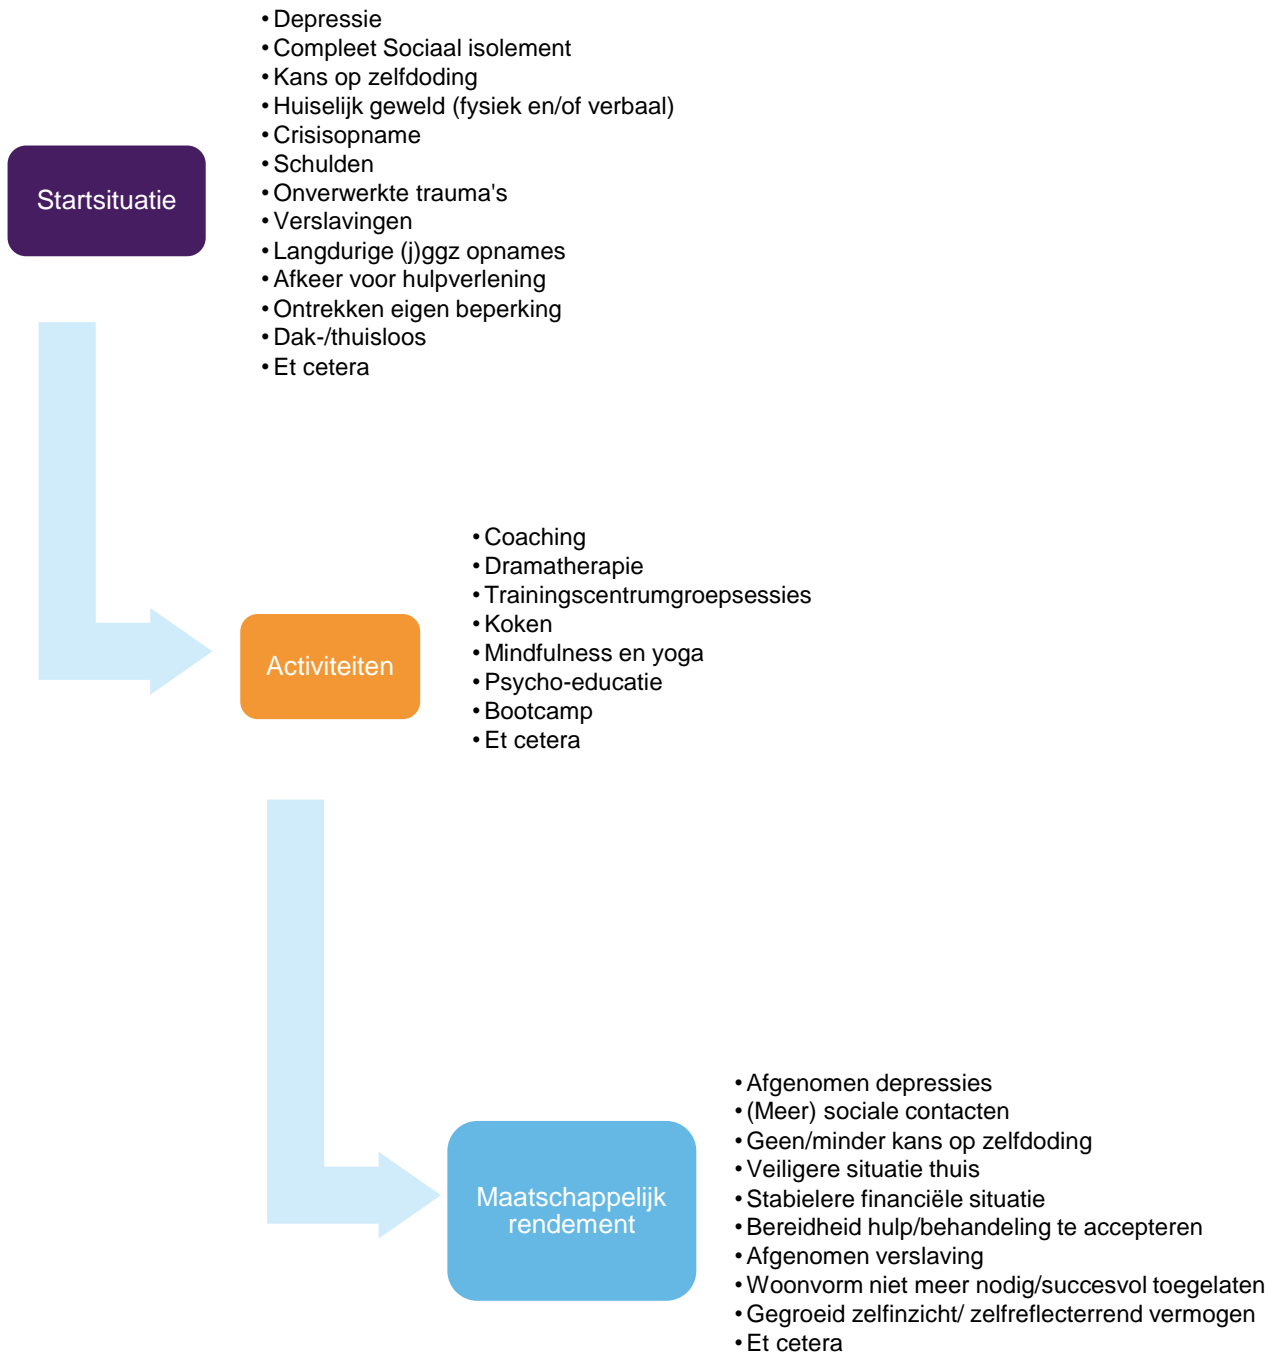 • Depressie
• Compleet Sociaal isolement
• Kans op zelfdoding
• Huiselijk geweld (fysiek en/of verbaal)
• Crisisopname
• Schulden
• Onverwerkte trauma's
• Verslavingen
• Langdurige (j)ggz opnames
• Afkeer voor hulpverlening
• Ontrekken eigen beperking
• Dak-/thuisloos
• Et cetera
Startsituatie
• Coaching
• Dramatherapie
• Trainingscentrumgroepsessies
• Koken
• Mindfulness en yoga
• Psycho-educatie
• Bootcamp
• Et cetera
Activiteiten
• Afgenomen depressies
• (Meer) sociale contacten
• Geen/minder kans op zelfdoding
• Veiligere situatie thuis
• Stabielere financiële situatie
• Bereidheid hulp/behandeling te accepteren
• Afgenomen verslaving
• Woonvorm niet meer nodig/succesvol toegelaten
• Gegroeid zelfinzicht/ zelfreflecterrend vermogen
• Et cetera
Maatschappelijk
rendement